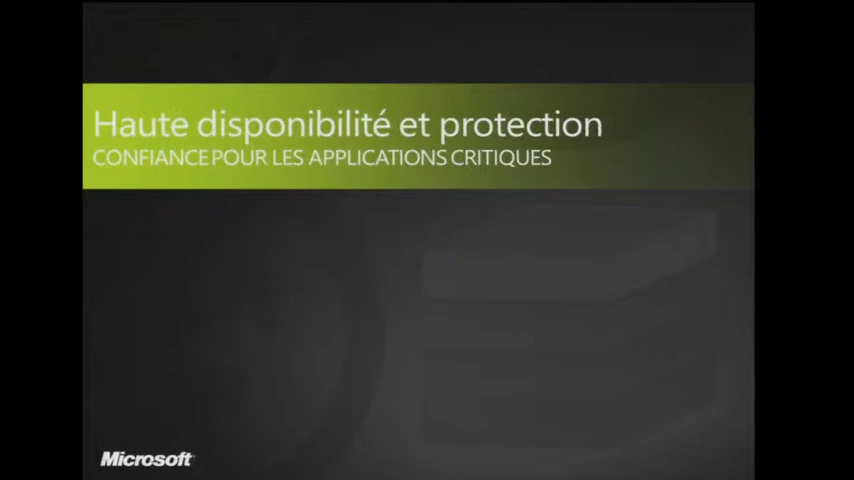 Haute disponibilité et protection
CONFIANCE POUR LES APPLICATIONS CRITIQUES
Microsoft